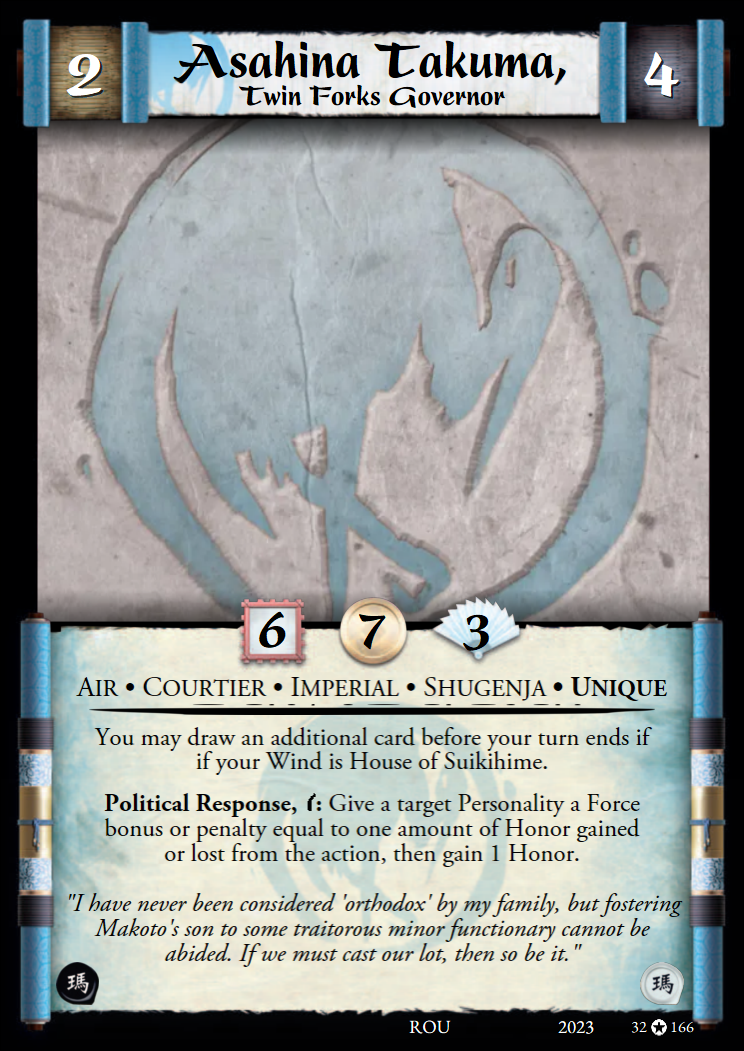 2
Asahina Takuma,
4
Twin Forks Governor
6
7
3
Air • Courtier • Imperial • Shugenja • Unique
You may draw an additional card before your turn ends if
if your Wind is House of Suikihime.
Political Response, : Give a target Personality a Force
bonus or penalty equal to one amount of Honor gained
or lost from the action, then gain 1 Honor.
"I have never been considered 'orthodox' by my family, but fostering
Makoto's son to some traitorous minor functionary cannot be
abided. If we must cast our lot, then so be it."
瑪
瑪
ROU
2023
32 ✪ 166